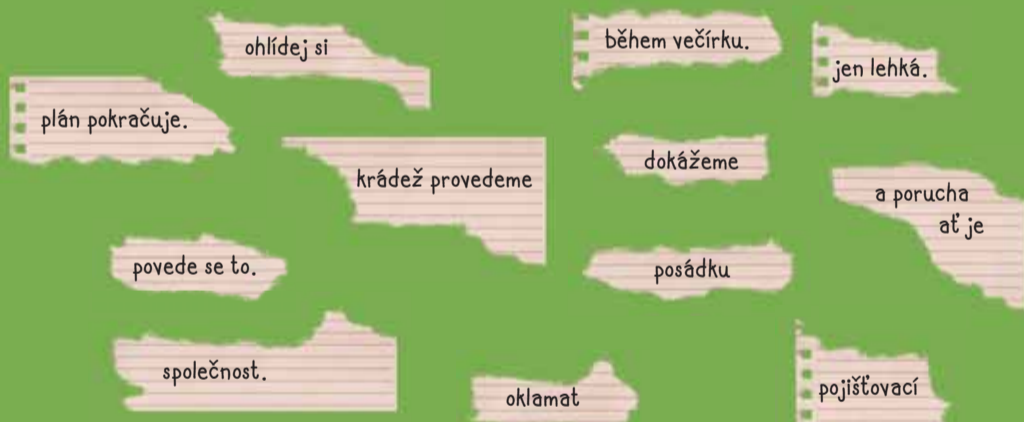 ohlídej si
během večírku.
jen lehká.
plán pokračuje.
krádež provedeme
dokážeme
a porucha
ať je
povede se to.
posádku
společnost.
oklamat
pojišťovací